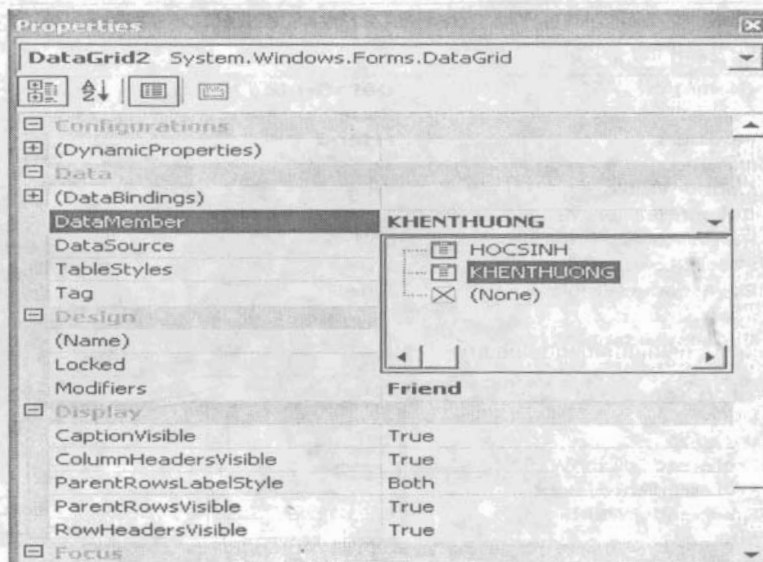 Properties
DataGrid2 System.Windows.Forms.DataGrid
Configurations
(DynamicProperties)
Data
(DataBindings)
DataMember KHENTHUONG
DataSource HOCSINH
TableStyles KHENTHUONG
Tag (None)
Design
(Name)
Locked
Modifiers Friend
Display
CaptionVisible True
ColumnHeadersVisible True
ParentRowsLabelStyle Both
ParentRowsVisible True
RowHeadersVisible True
Focus